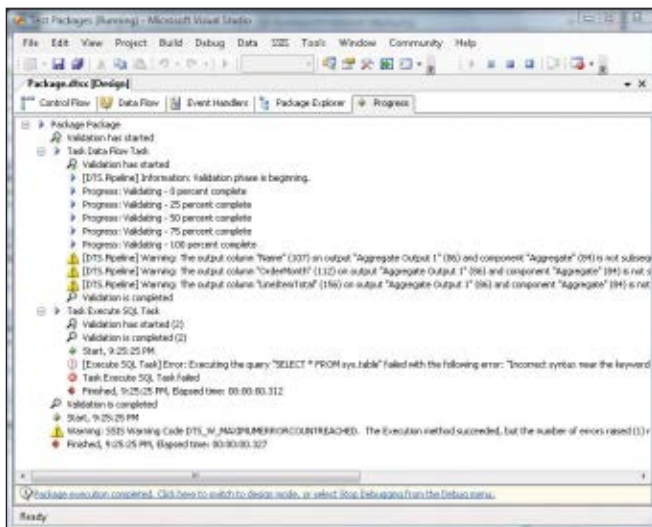 Test Packages (Running) - Microsoft Visual Studio
File Edit View Project Build Debug Data SSIS Tools Window Community Help
Package.dtsx [Design]
Control Flow Data Flow Event Handlers Package Explorer Progress
Package Package
Validation has started
Task Data Flow Task
Validation has started
[DTS.Pipeline] Information: Validation phase is beginning.
Progress: Validating - 0 percent complete
Progress: Validating - 25 percent complete
Progress: Validating - 50 percent complete
Progress: Validating - 75 percent complete
Progress: Validating - 100 percent complete
[DTS.Pipeline] Warning: The output column "Name" (107) on output "Aggregate Output 1" (86) and component "Aggregate" (84) is not subseq
[DTS.Pipeline] Warning: The output column "OrderMonth" (112) on output "Aggregate Output 1" (86) and component "Aggregate" (84) is not s
[DTS.Pipeline] Warning: The output column "LineItemTotal" (156) on output "Aggregate Output 1" (86) and component "Aggregate" (84) is not
Validation is completed
Task Execute SQL Task
Validation has started (2)
Validation is completed (2)
Start, 9:25:25 PM
[Execute SQL Task] Error: Executing the query "SELECT * FROM sys.table" failed with the following error: "Incorrect syntax near the keyword
Task Execute SQL Task failed
Finished, 9:25:25 PM, Elapsed time: 00:00:00.312
Validation is completed
Start, 9:25:25 PM
Warning: SSIS Warning Code DTS_W_MAXIMUMERRORCOUNTREACHED. The Execution method succeeded, but the number of errors raised (1) r
Finished, 9:25:25 PM, Elapsed time: 00:00:00.327
Package execution completed. Click here to switch to design mode, or select Stop Debugging from the Debug menu.
Ready